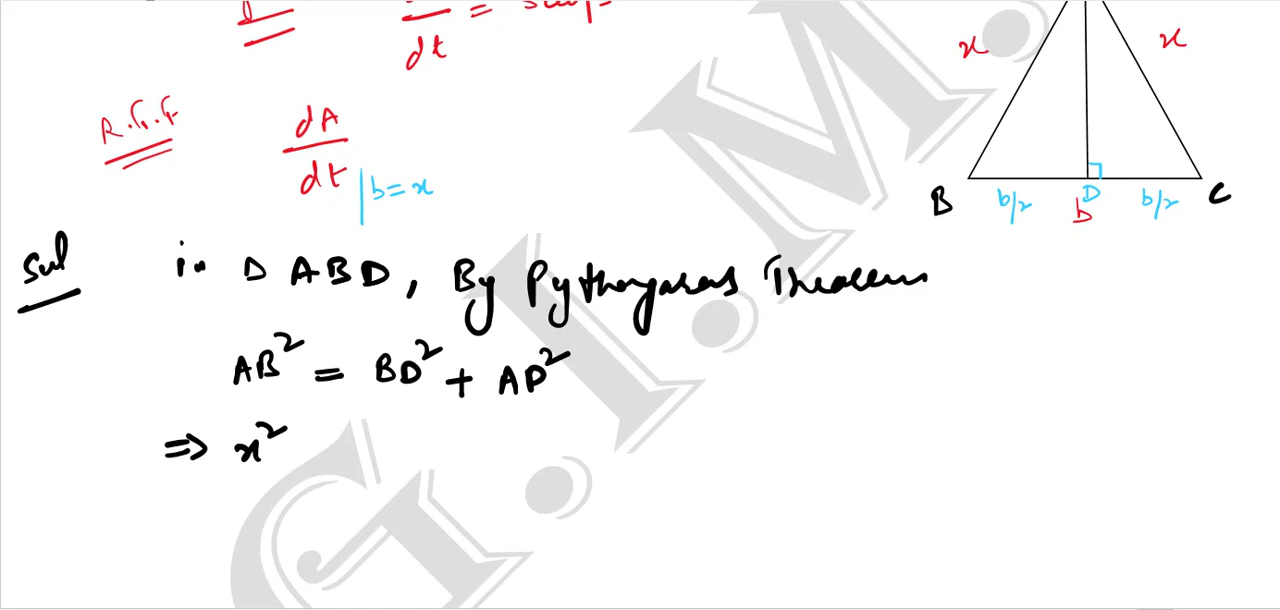 dt
x
x
R.T.F
dA
dt | b = x
B
b/2
D
b
b/2
C
Sol
in Δ ABD, By Pythagoras Theorem
AB² = BD² + AD²
⇒ x²
G.I.M.